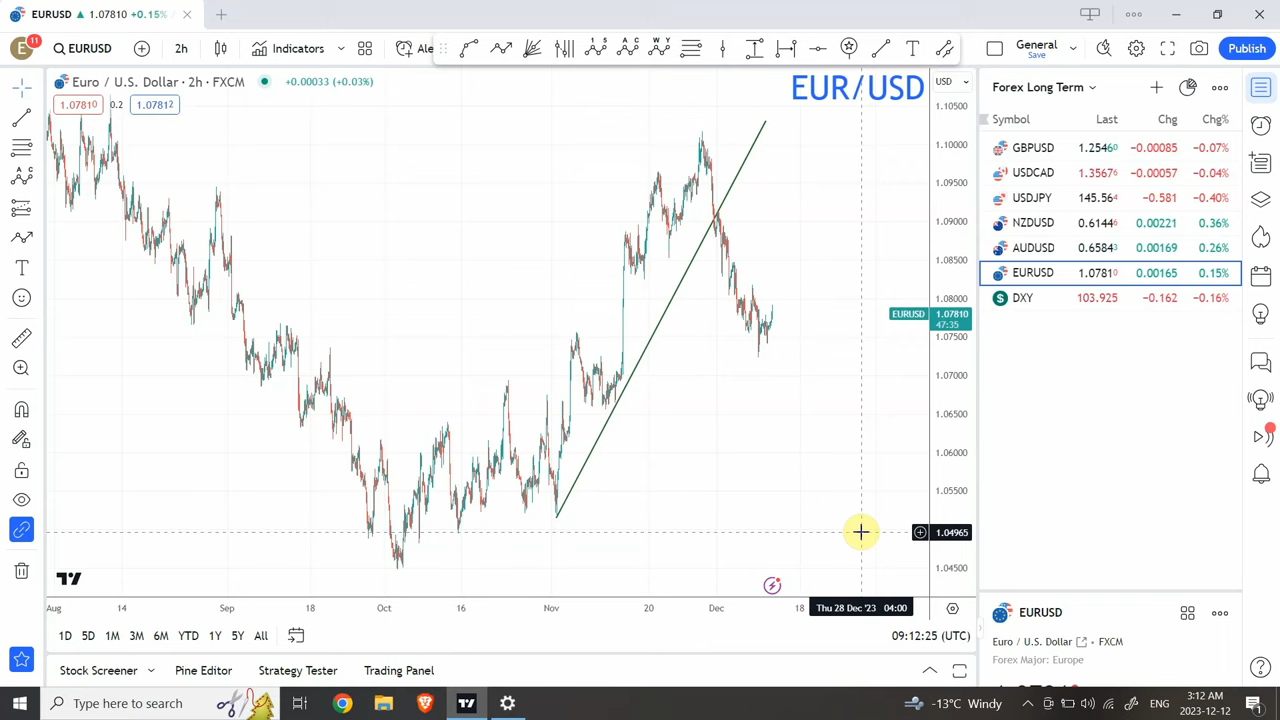 EURUSD ▲ 1.07810 +0.15%
E 11 EURUSD 2h Indicators Ale General Save Publish
Euro / U.S. Dollar · 2h · FXCM +0.00033 (+0.03%)
1.07810 0.2 1.07812
EUR/USD
USD
1.10500
1.10000
1.09500
1.09000
1.08500
1.08000
EURUSD 1.07810
47:35
1.07500
1.07000
1.06500
1.06000
1.05500
1.04965
1.04500
Aug 14 Sep 18 Oct 16 Nov 20 Dec 18 Thu 28 Dec '23 04:00
1D 5D 1M 3M 6M YTD 1Y 5Y All 09:12:25 (UTC)
Stock Screener Pine Editor Strategy Tester Trading Panel
Forex Long Term
Symbol Last Chg Chg%
GBPUSD 1.25460 −0.00085 −0.07%
USDCAD 1.35676 −0.00057 −0.04%
USDJPY 145.564 −0.581 −0.40%
NZDUSD 0.61446 0.00221 0.36%
AUDUSD 0.65843 0.00169 0.26%
EURUSD 1.07810 0.00165 0.15%
DXY 103.925 −0.162 −0.16%
EURUSD
Euro / U.S. Dollar • FXCM
Forex Major: Europe
Type here to search
-13°C Windy
ENG
3:12 AM
2023-12-12
1